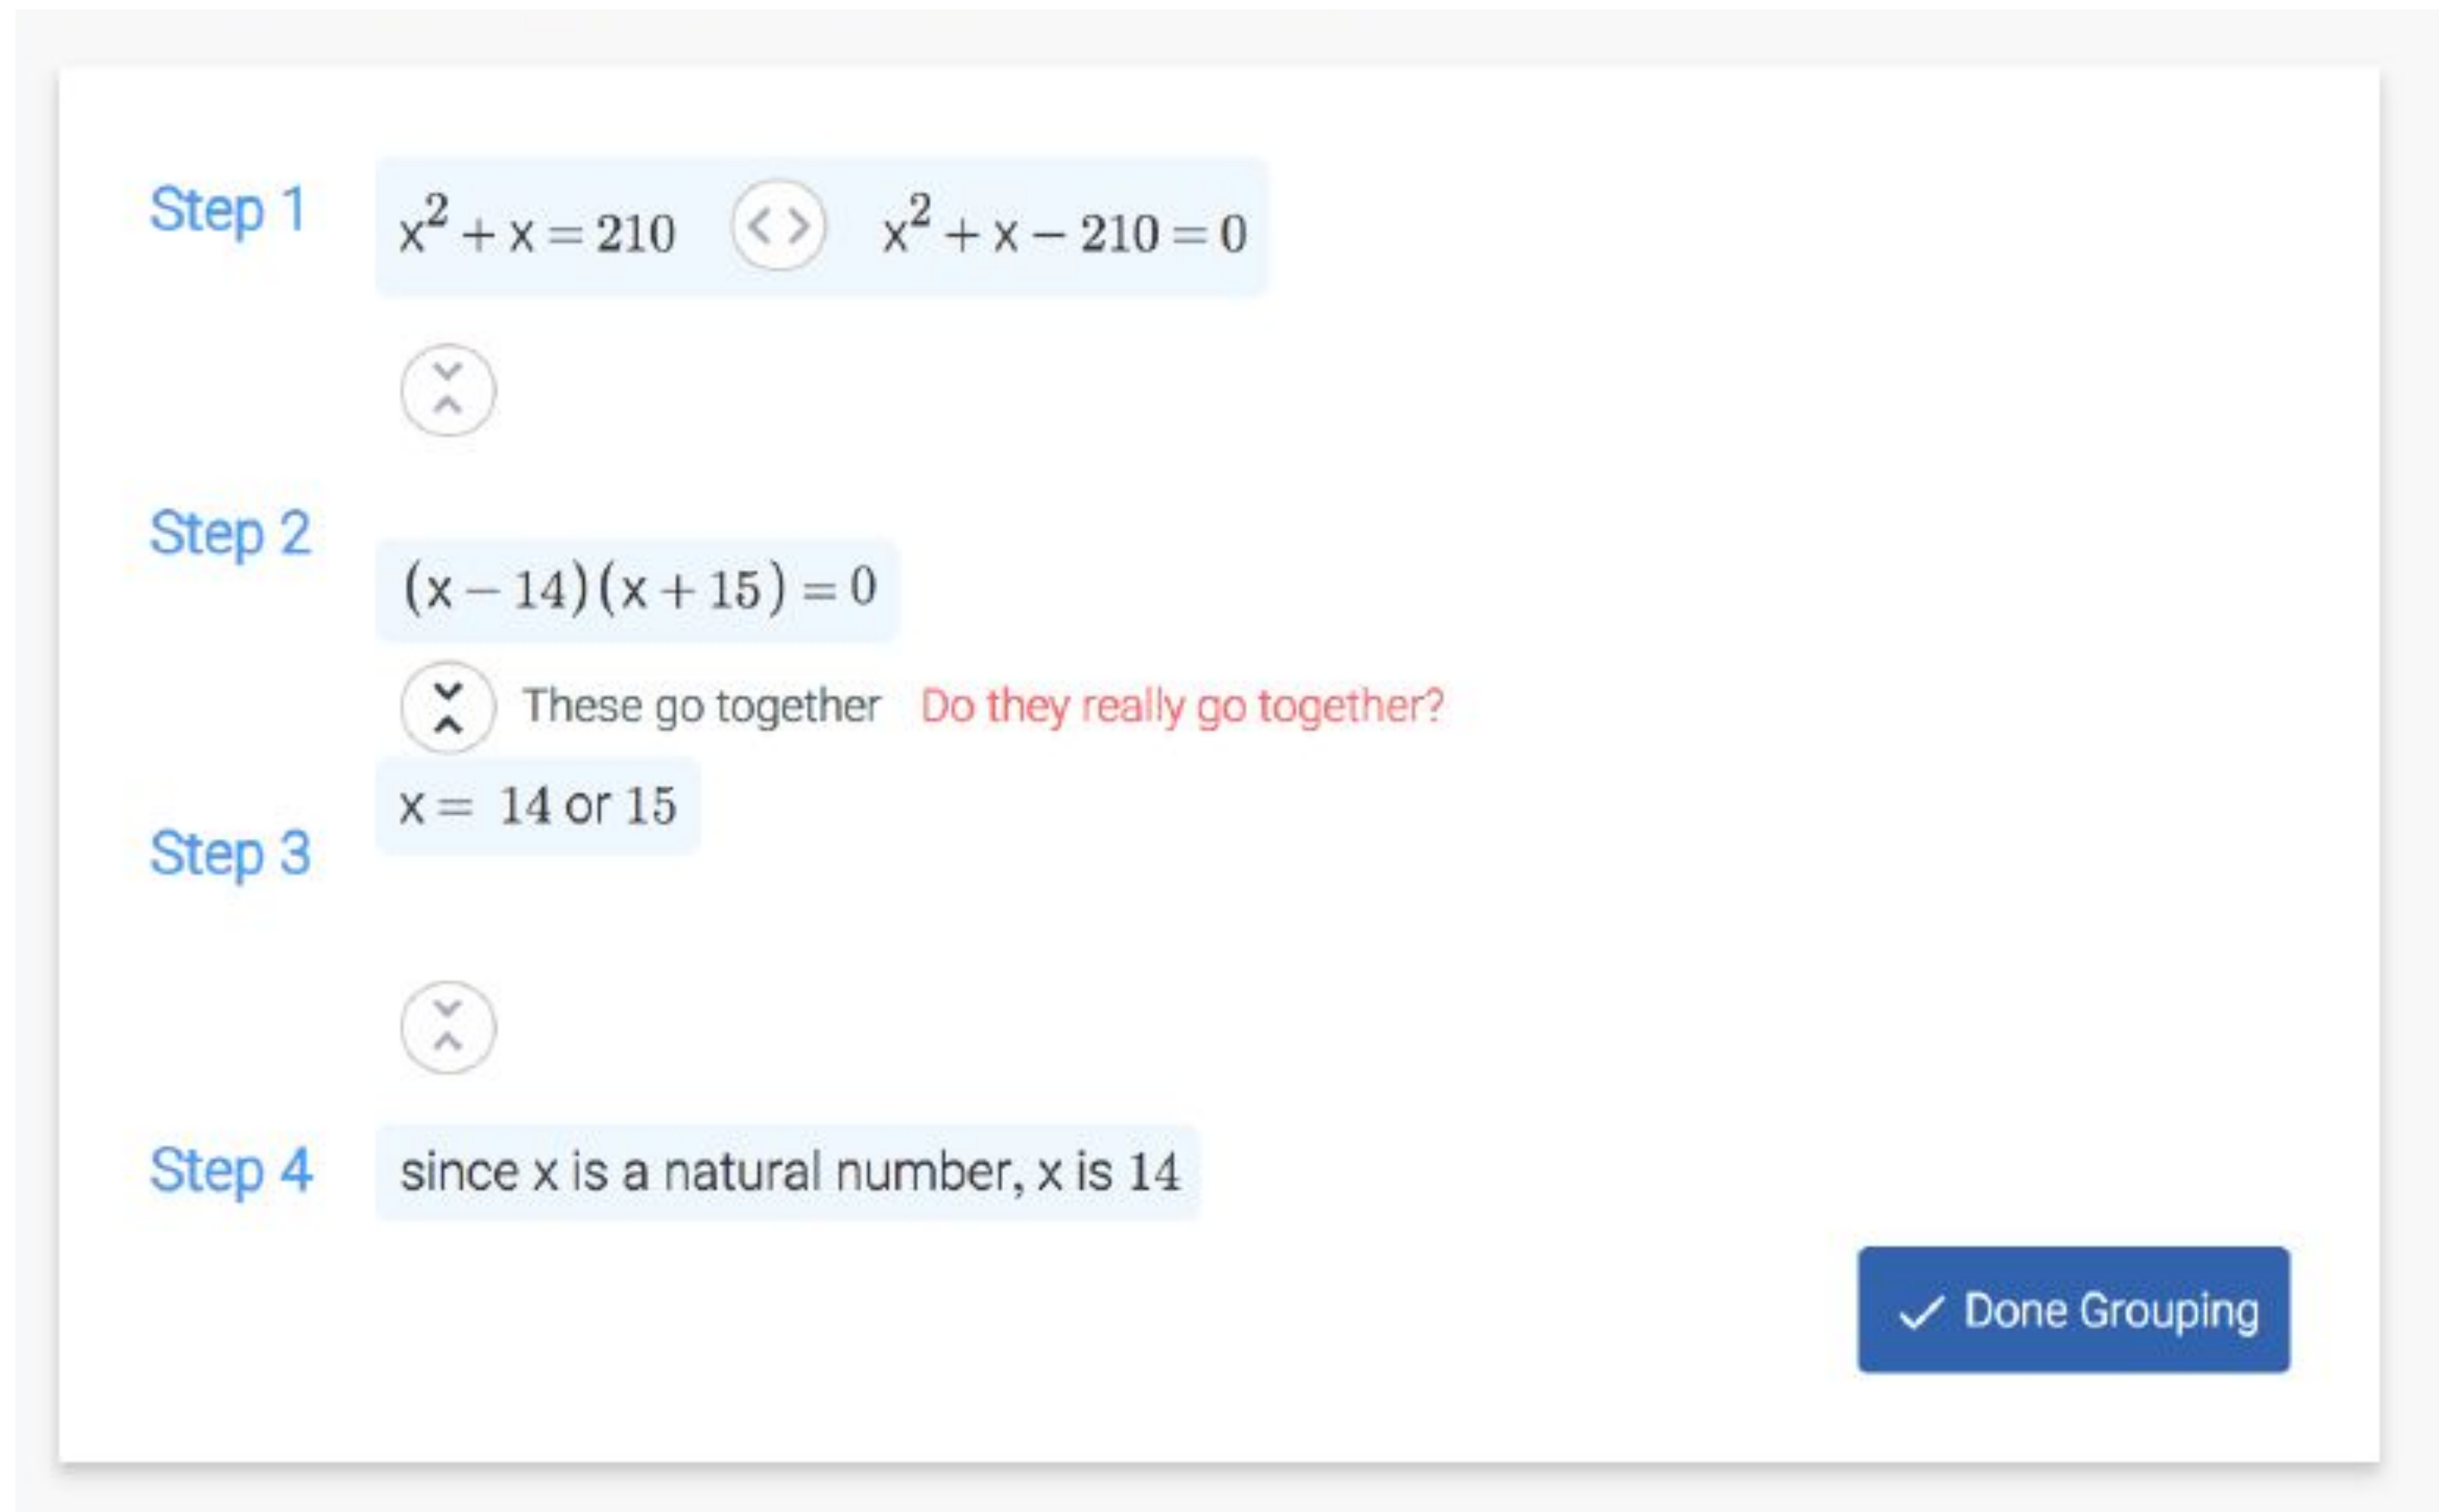 Step 1 x² + x = 210 < > x² + x − 210 = 0
Step 2
(x − 14)(x + 15) = 0
These go together Do they really go together?
x = 14 or 15
Step 3
Step 4 since x is a natural number, x is 14
✓ Done Grouping